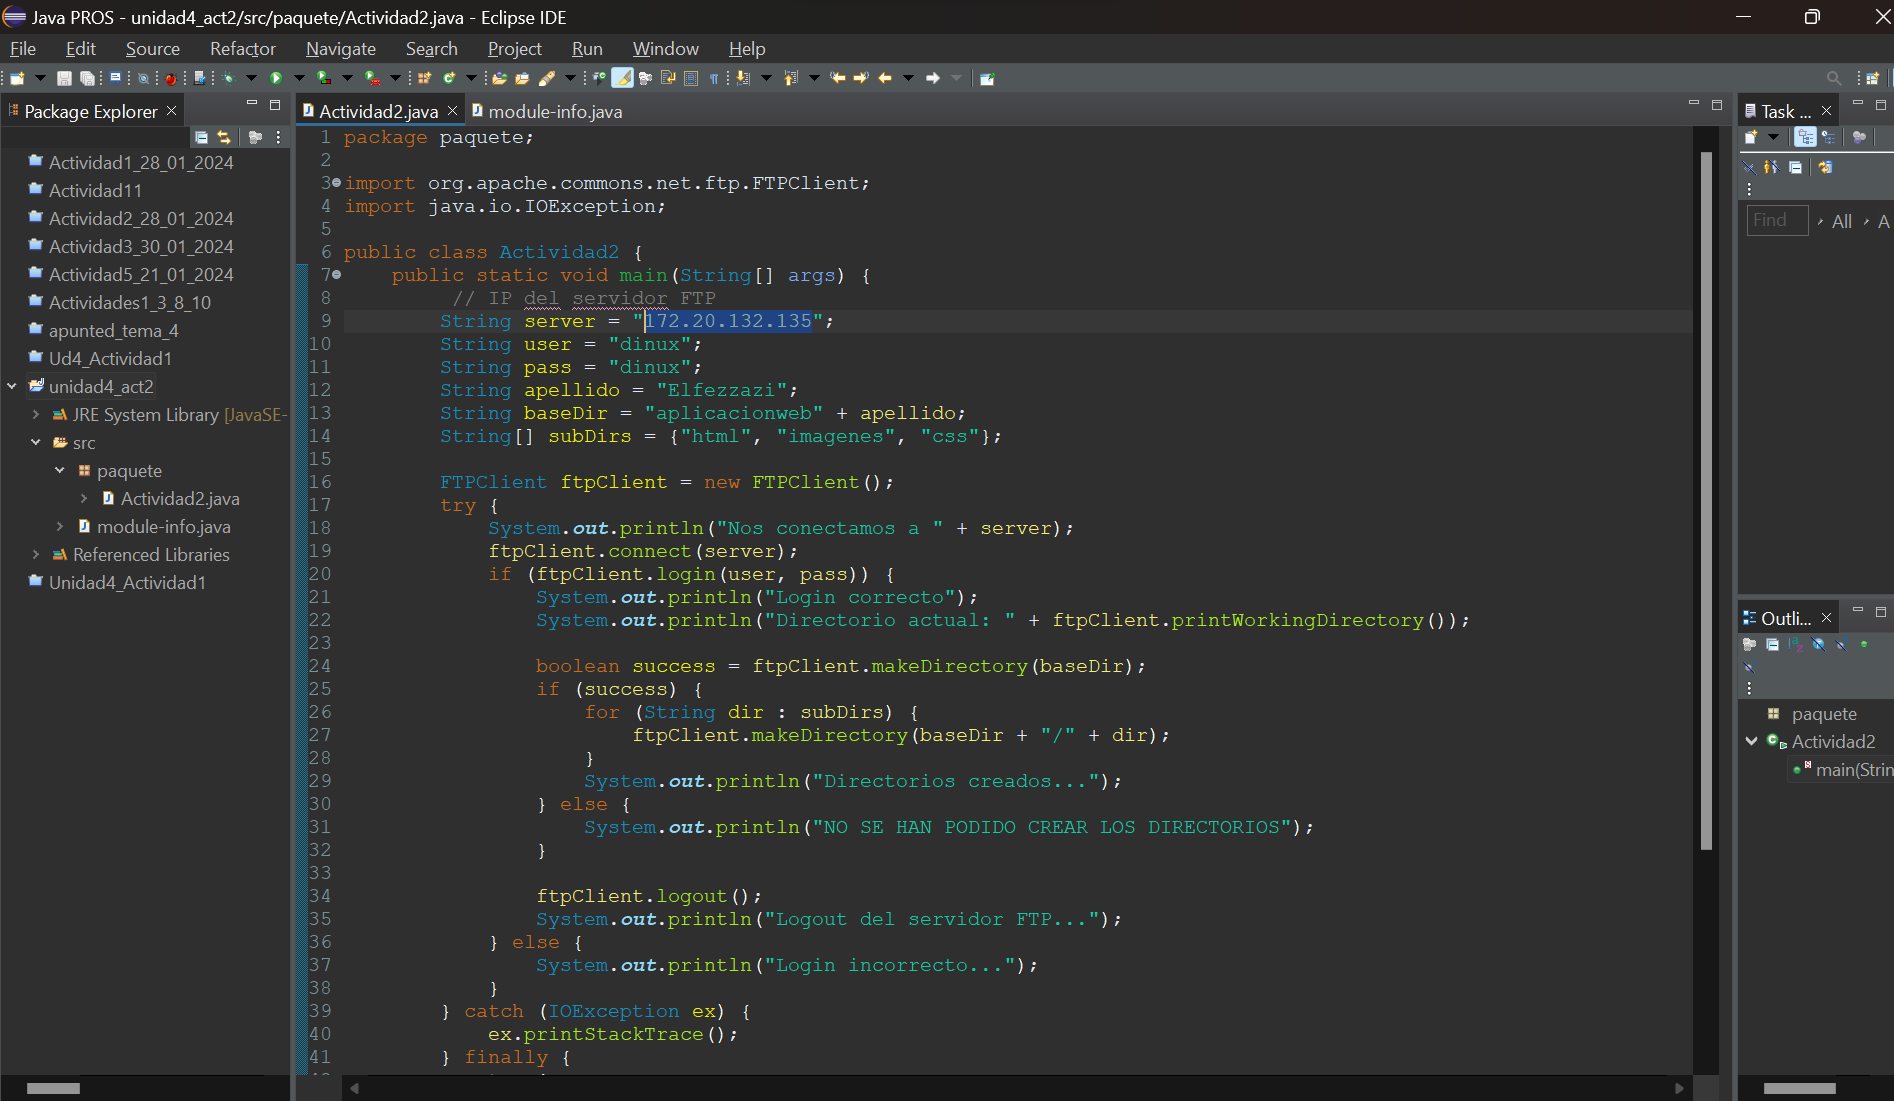 Java PROS - unidad4_act2/src/paquete/Actividad2.java - Eclipse IDE
File Edit Source Refactor Navigate Search Project Run Window Help
Package Explorer
Actividad1_28_01_2024
Actividad11
Actividad2_28_01_2024
Actividad3_30_01_2024
Actividad5_21_01_2024
Actividades1_3_8_10
apunted_tema_4
Ud4_Actividad1
unidad4_act2
JRE System Library [JavaSE-
src
paquete
Actividad2.java
module-info.java
Referenced Libraries
Unidad4_Actividad1
Actividad2.java module-info.java
1 package paquete;
2
3 import org.apache.commons.net.ftp.FTPClient;
4 import java.io.IOException;
5
6 public class Actividad2 {
7     public static void main(String[] args) {
8         // IP del servidor FTP
9         String server = "172.20.132.135";
10         String user = "dinux";
11         String pass = "dinux";
12         String apellido = "Elfezzazi";
13         String baseDir = "aplicacionweb" + apellido;
14         String[] subDirs = {"html", "imagenes", "css"};
15
16         FTPClient ftpClient = new FTPClient();
17         try {
18             System.out.println("Nos conectamos a " + server);
19             ftpClient.connect(server);
20             if (ftpClient.login(user, pass)) {
21                 System.out.println("Login correcto");
22                 System.out.println("Directorio actual: " + ftpClient.printWorkingDirectory());
23
24                 boolean success = ftpClient.makeDirectory(baseDir);
25                 if (success) {
26                     for (String dir : subDirs) {
27                         ftpClient.makeDirectory(baseDir + "/" + dir);
28                     }
29                     System.out.println("Directorios creados...");
30                 } else {
31                     System.out.println("NO SE HAN PODIDO CREAR LOS DIRECTORIOS");
32                 }
33
34                 ftpClient.logout();
35                 System.out.println("Logout del servidor FTP...");
36             } else {
37                 System.out.println("Login incorrecto...");
38             }
39         } catch (IOException ex) {
40             ex.printStackTrace();
41         } finally {
Task ...
Find All A
Outli...
paquete
Actividad2
main(Strin